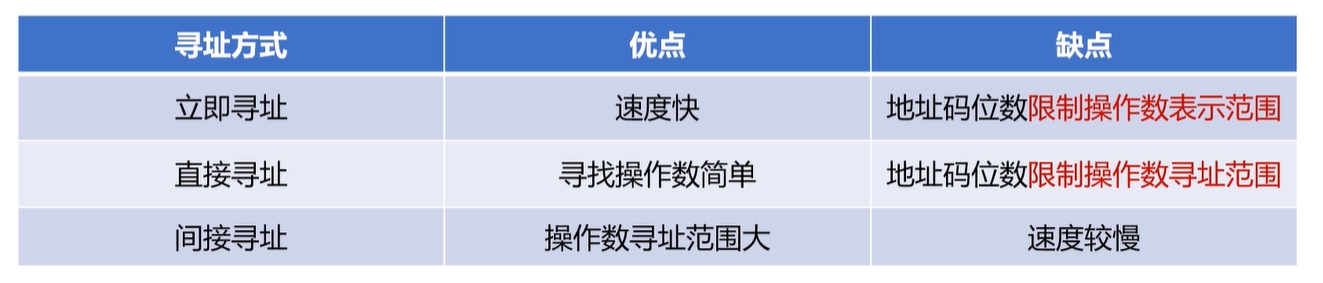 寻址方式 优点 缺点
立即寻址 速度快 地址码位数限制操作数表示范围
直接寻址 寻找操作数简单 地址码位数限制操作数寻址范围
间接寻址 操作数寻址范围大 速度较慢